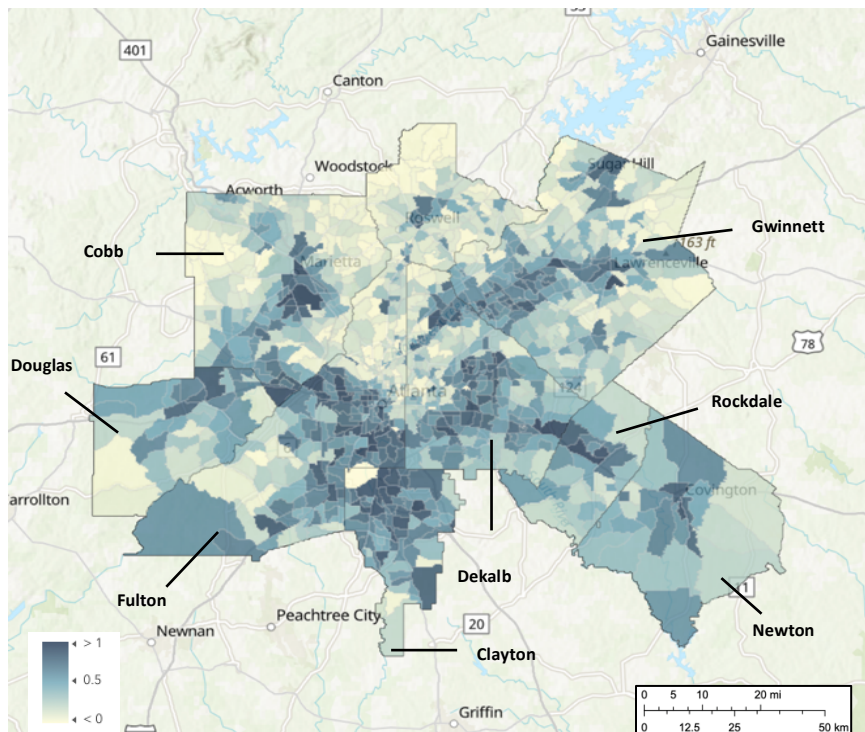 53
401
Gainesville
Canton
Woodstock
Sugar Hill
Acworth
Roswell
Gwinnett
Cobb
163 ft
Marietta
Lawrenceville
61
78
Douglas
Atlanta
124
Rockdale
Covington
arrollton
Dekalb
Fulton
1
Peachtree City
20
Newnan
Newton
Clayton
> 1
0.5
< 0
Griffin
0 5 10 20 mi
0 12.5 25 50 km